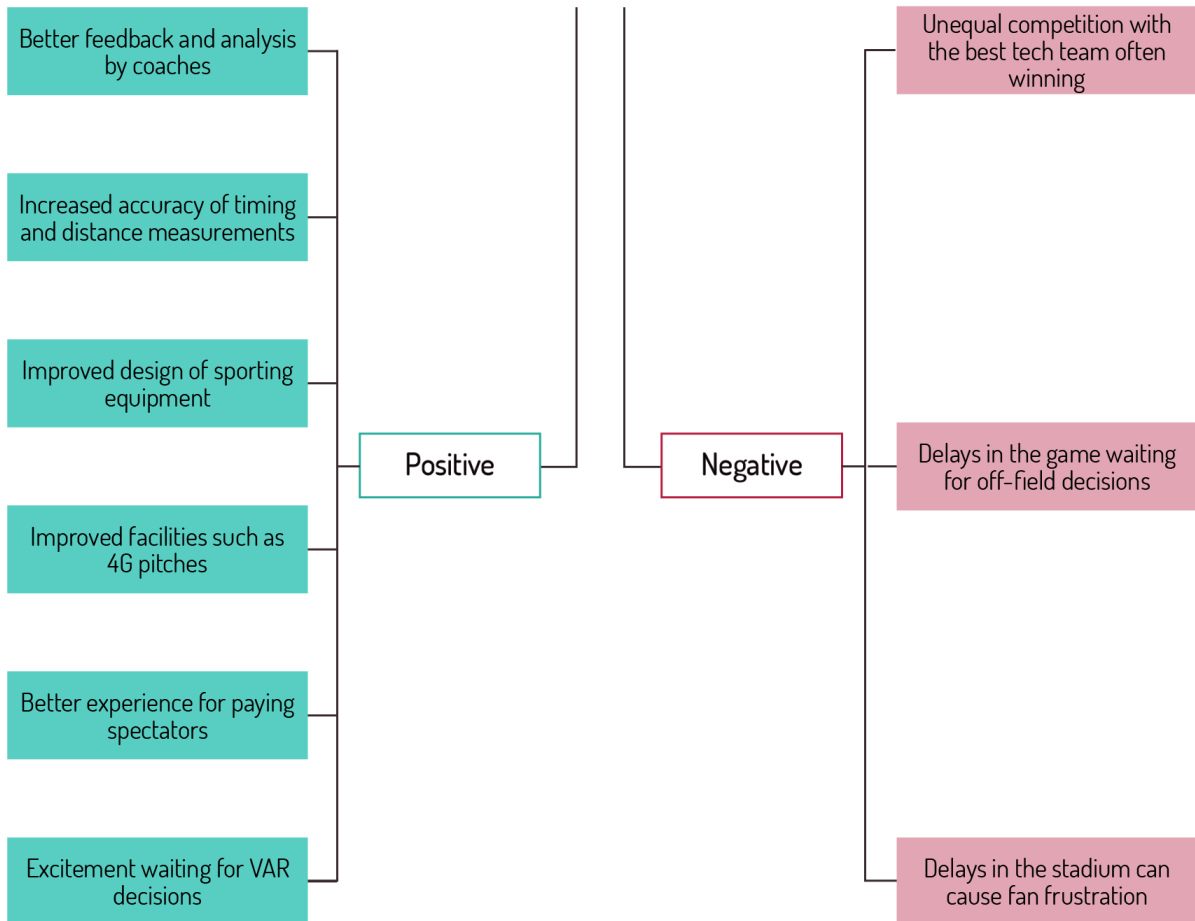 Better feedback and analysis
by coaches
Increased accuracy of timing
and distance measurements
Improved design of sporting
equipment
Improved facilities such as
4G pitches
Better experience for paying
spectators
Excitement waiting for VAR
decisions
Positive
Negative
Unequal competition with
the best tech team often
winning
Delays in the game waiting
for off-field decisions
Delays in the stadium can
cause fan frustration